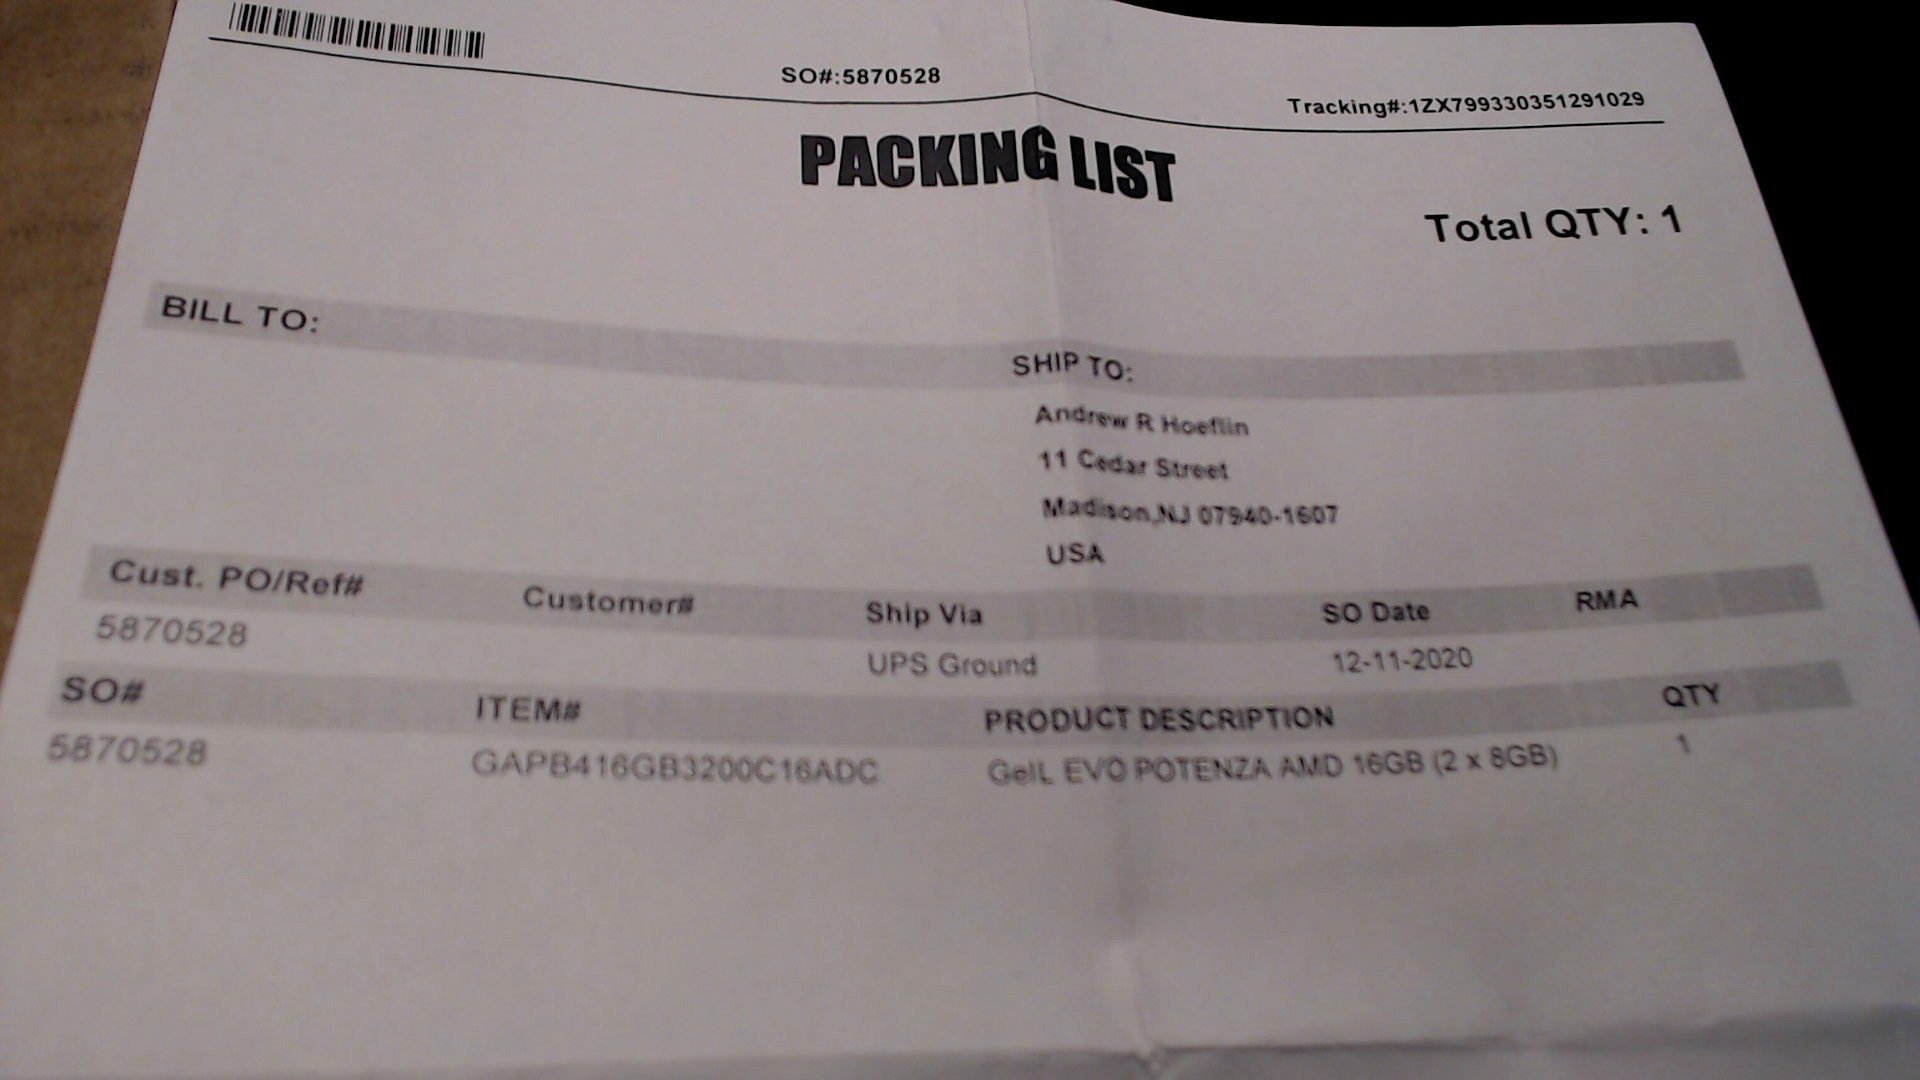 SO#:5870528
Tracking#:1ZX799330351291029
PACKING LIST
Total QTY: 1
BILL TO:
SHIP TO:
Andrew R Hoeflin
11 Cedar Street
Madison,NJ 07940-1607
USA
Cust. PO/Ref# Customer# Ship Via SO Date RMA
5870528 UPS Ground 12-11-2020
SO# ITEM# PRODUCT DESCRIPTION QTY
5870528 GAPB416GB3200C16ADC GeIL EVO POTENZA AMD 16GB (2 x 8GB) 1